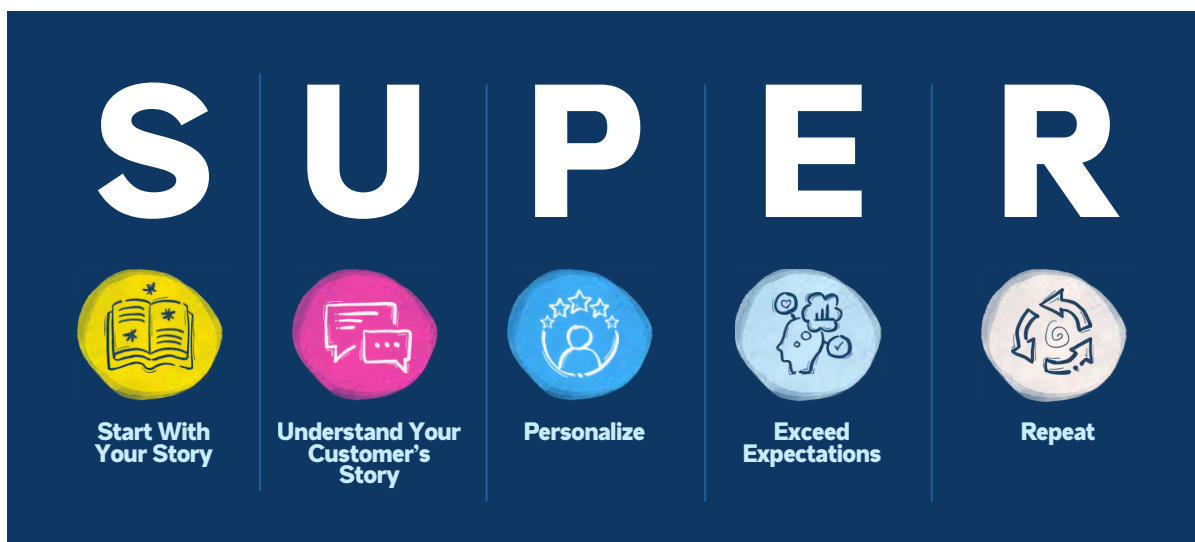 S U P E R
Start With
Your Story
Understand Your
Customer's
Story
Personalize
Exceed
Expectations
Repeat